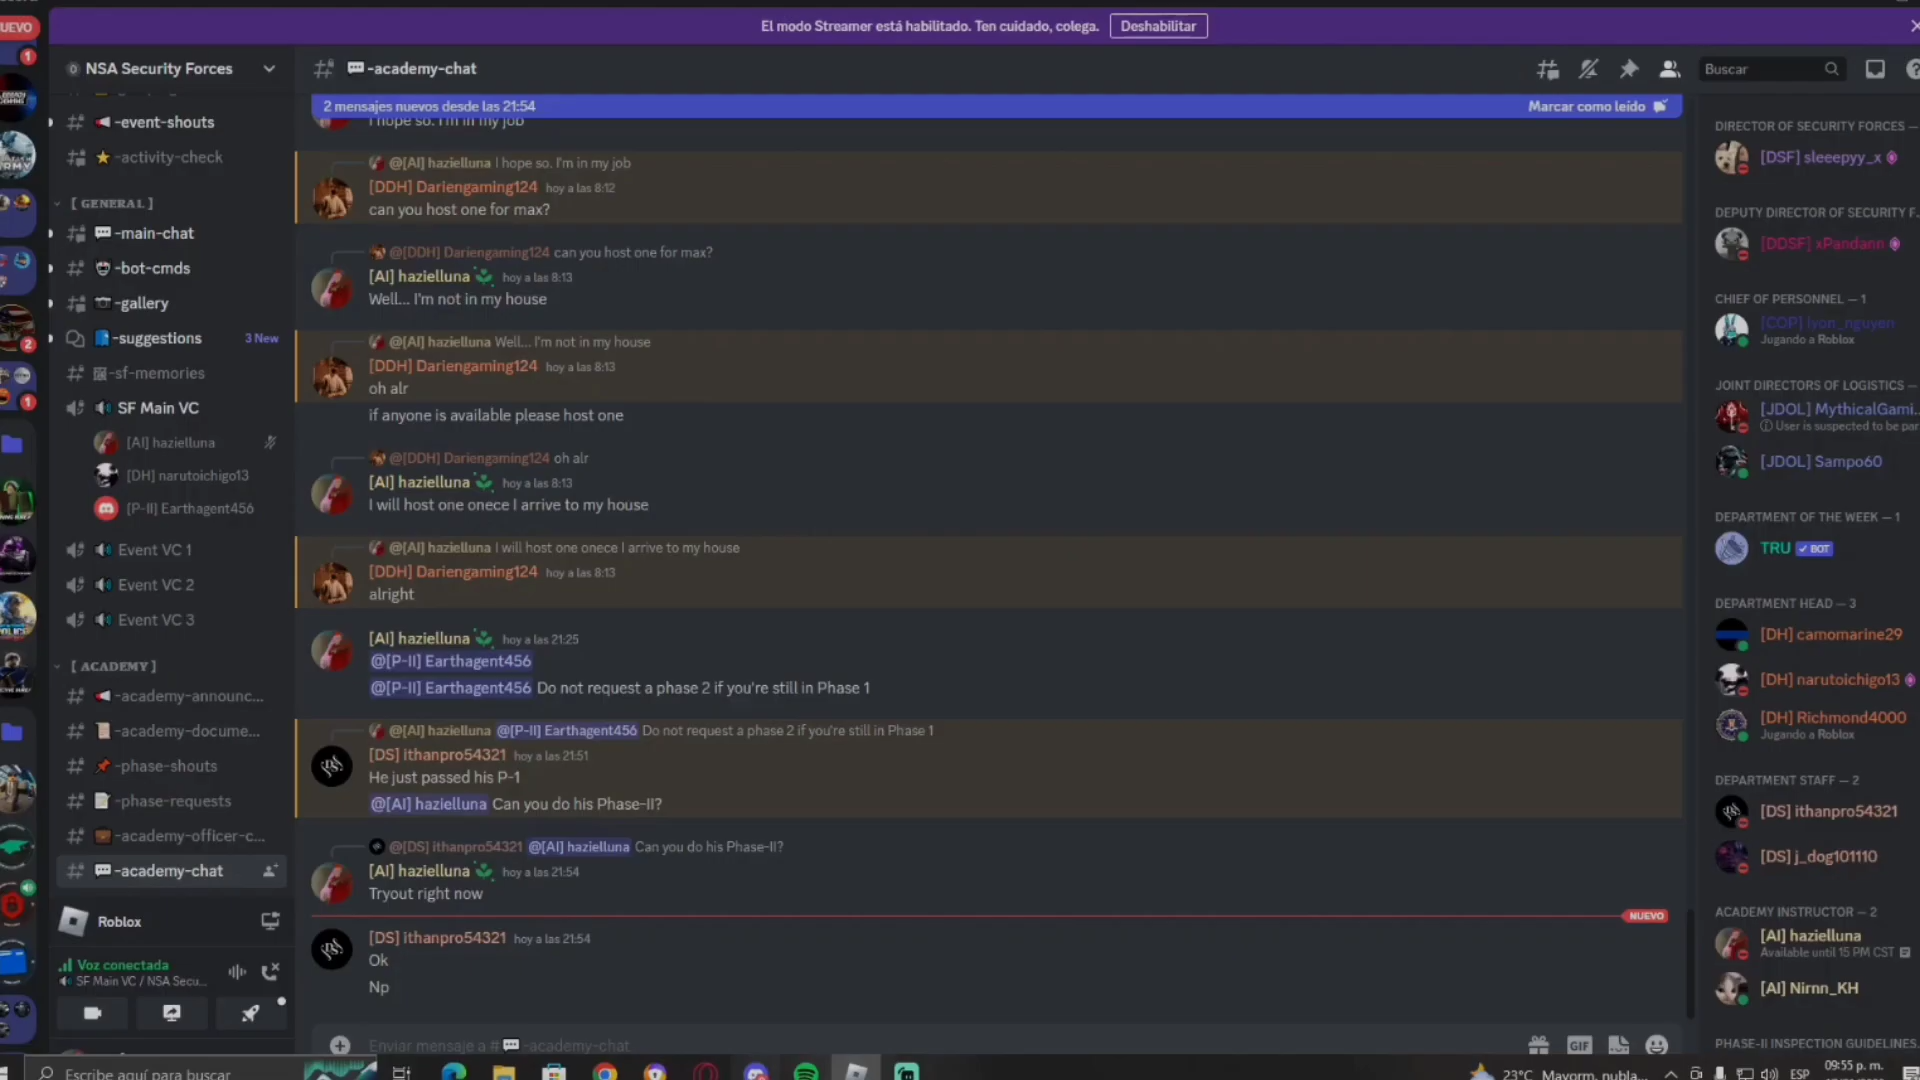 NUEVO
El modo Streamer está habilitado. Ten cuidado, colega. Deshabilitar
1
NSA Security Forces
-event-shouts
-activity-check
[ GENERAL ]
-main-chat
-bot-cmds
-gallery
-suggestions 3 New
-sf-memories
SF Main VC
[AI] hazielluna
[DH] narutoichigo13
[P-II] Earthagent456
Event VC 1
Event VC 2
Event VC 3
[ ACADEMY ]
-academy-announc...
-academy-docume...
-phase-shouts
-phase-requests
-academy-officer-c...
-academy-chat
Roblox
Voz conectada
SF Main VC / NSA Secu...
2
1
-academy-chat
Buscar
2 mensajes nuevos desde las 21:54 Marcar como leído
I hope so. I'm in my job
@[AI] hazielluna I hope so. I'm in my job
[DDH] Dariengaming124 hoy a las 8:12
can you host one for max?
@[DDH] Dariengaming124 can you host one for max?
[AI] hazielluna hoy a las 8:13
Well... I'm not in my house
@[AI] hazielluna Well... I'm not in my house
[DDH] Dariengaming124 hoy a las 8:13
oh alr
if anyone is available please host one
@[DDH] Dariengaming124 oh alr
[AI] hazielluna hoy a las 8:13
I will host one onece I arrive to my house
@[AI] hazielluna I will host one onece I arrive to my house
[DDH] Dariengaming124 hoy a las 8:13
alright
[AI] hazielluna hoy a las 21:25
@[P-II] Earthagent456
@[P-II] Earthagent456 Do not request a phase 2 if you're still in Phase 1
@[AI] hazielluna @[P-II] Earthagent456 Do not request a phase 2 if you're still in Phase 1
[DS] ithanpro54321 hoy a las 21:51
He just passed his P-1
@[AI] hazielluna Can you do his Phase-II?
@[DS] ithanpro54321 @[AI] hazielluna Can you do his Phase-II?
[AI] hazielluna hoy a las 21:54
Tryout right now
NUEVO
[DS] ithanpro54321 hoy a las 21:54
Ok
Np
Enviar mensaje a # -academy-chat
GIF
DIRECTOR OF SECURITY FORCES —
[DSF] sleeepyy_x
DEPUTY DIRECTOR OF SECURITY F...
[DDSF] xPandann
CHIEF OF PERSONNEL — 1
[COP] lyon_nguyen
Jugando a Roblox
JOINT DIRECTORS OF LOGISTICS —
[JDOL] MythicalGami...
User is suspected to be par
[JDOL] Sampo60
DEPARTMENT OF THE WEEK — 1
TRU BOT
DEPARTMENT HEAD — 3
[DH] camomarine29
[DH] narutoichigo13
[DH] Richmond4000
Jugando a Roblox
DEPARTMENT STAFF — 2
[DS] ithanpro54321
[DS] j_dog101110
ACADEMY INSTRUCTOR — 2
[AI] hazielluna
Available until 15 PM CST
[AI] Nirnn_KH
PHASE-II INSPECTION GUIDELINES
Escribe aquí para buscar
23°C Mayorm. nubla... ESP 09:55 p. m.